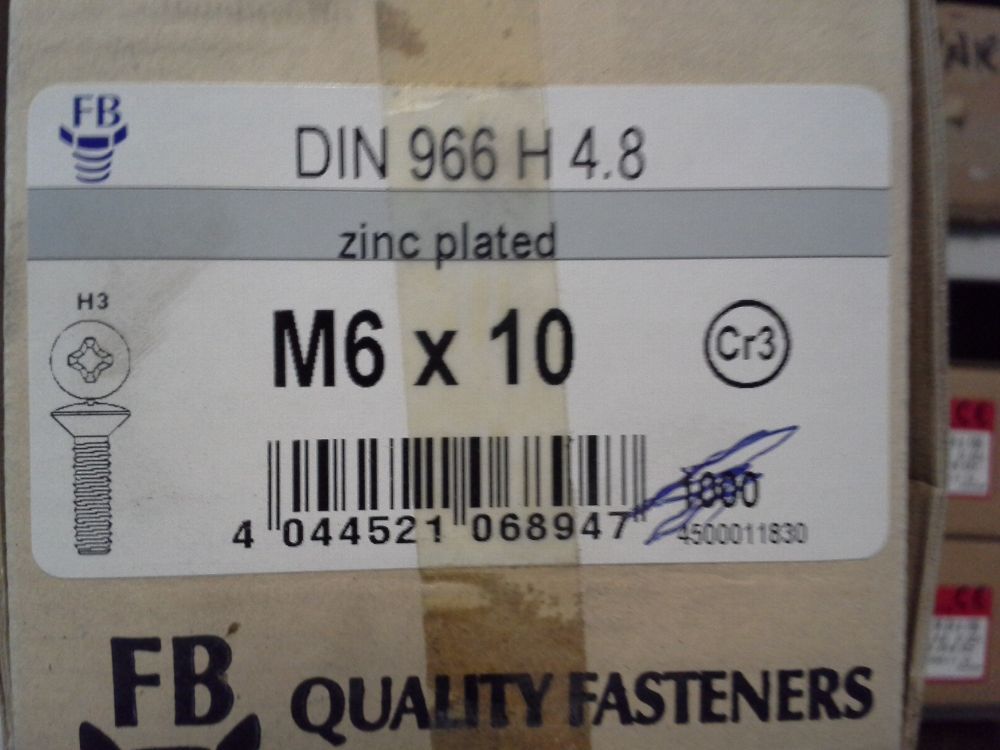 FB
DIN 966 H 4.8
zinc plated
H3
M6 x 10
Cr3
1000
4 044521 068947
4500011830
FB QUALITY FASTENERS